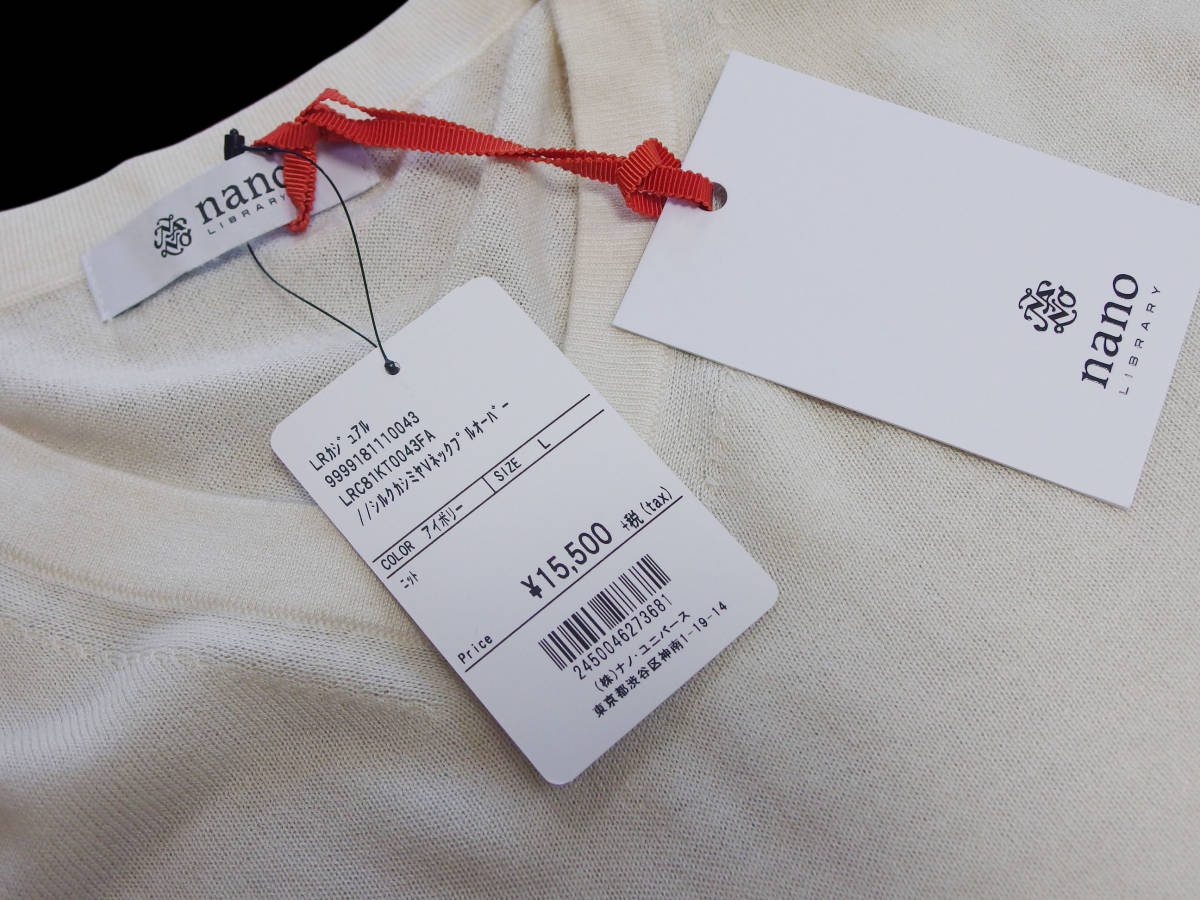 nano
LIBRARY
nano
LIBRARY
LRｶｼﾞｭｱﾙ
9999181110043
LRC81KT0043FA
//ｼﾙｸｶｼﾐﾔVﾈｯｸﾌﾟﾙｵｰﾊﾞｰ
COLOR ｱｲﾎﾞﾘｰ SIZE L
ﾆｯﾄ
¥15,500 +税(tax)
Price
2450046273681
(株)ナノ・ユニバース
東京都渋谷区神南1-19-14